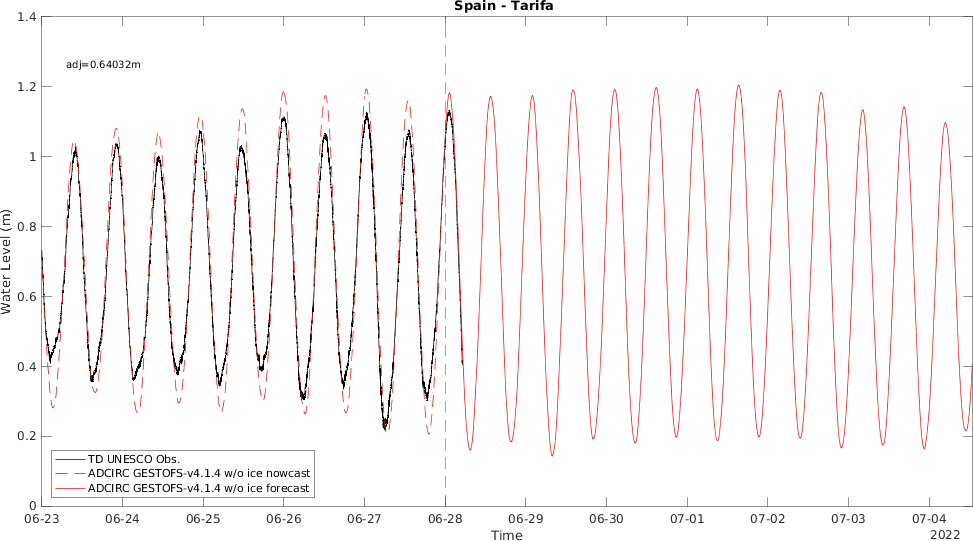 Spain - Tarifa
1.4
adj=0.64032m
1.2
1
0.8
0.6
0.4
0.2
0
Water Level (m)
TD UNESCO Obs.
ADCIRC GESTOFS-v4.1.4 w/o ice nowcast
ADCIRC GESTOFS-v4.1.4 w/o ice forecast
06-23 06-24 06-25 06-26 06-27 06-28 06-29 06-30 07-01 07-02 07-03 07-04
Time
2022